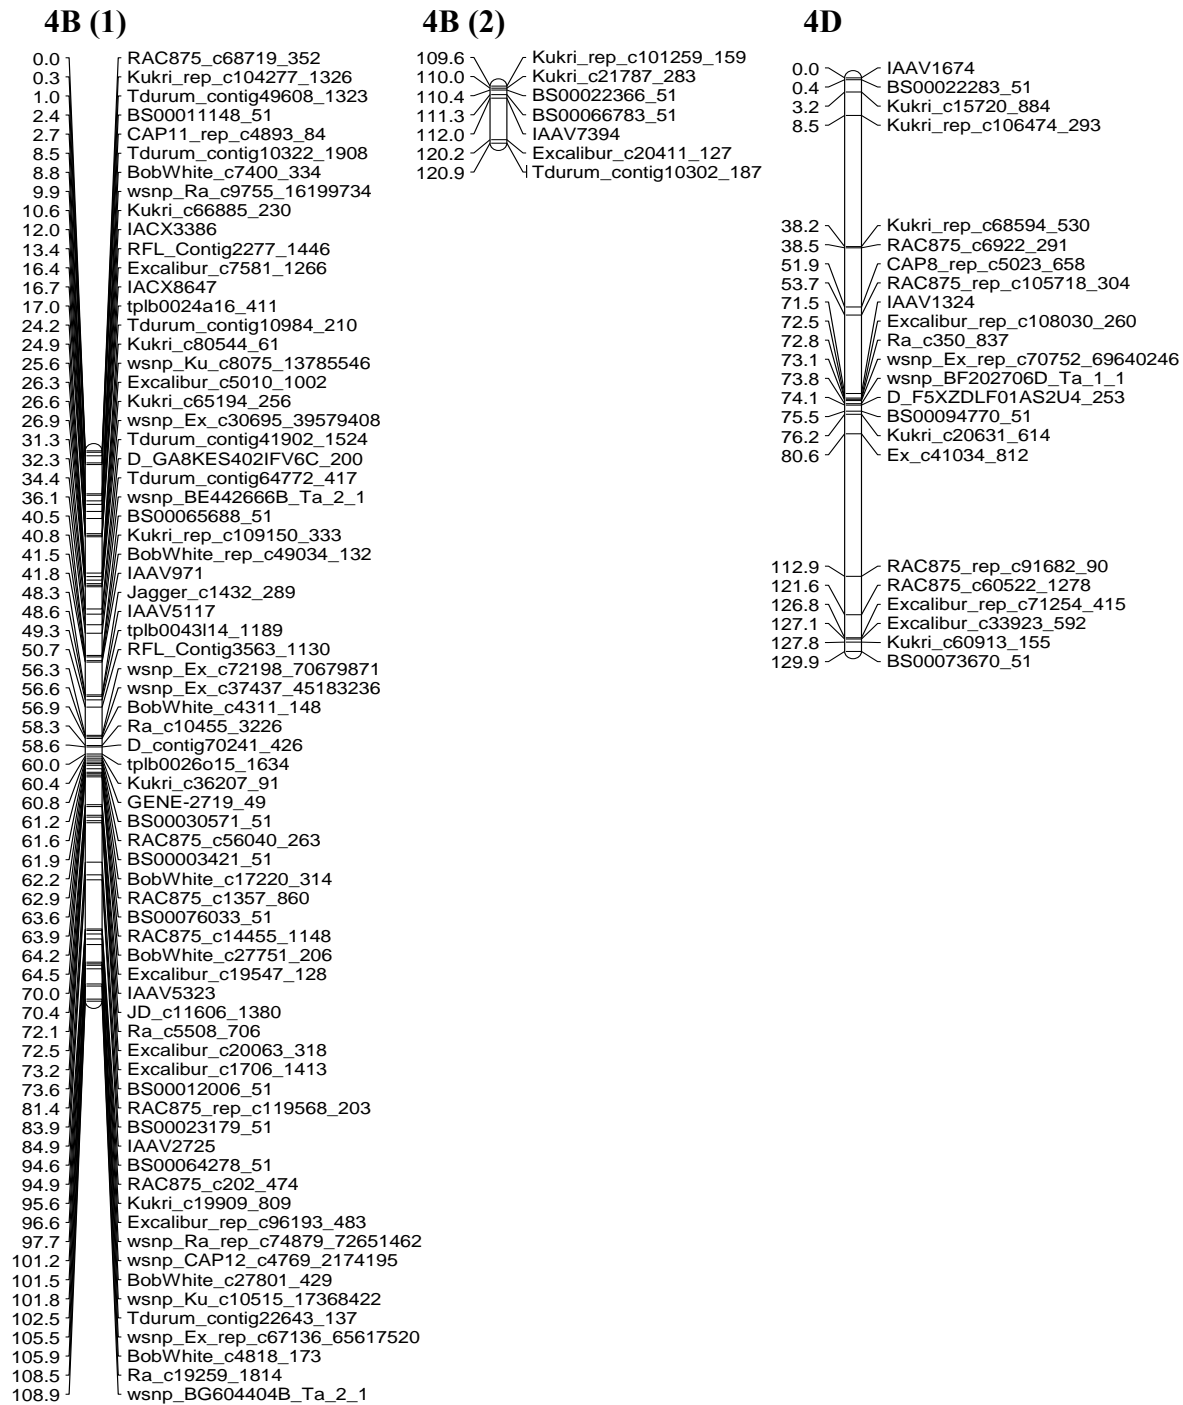 4B (1)
0.0 RAC875_c68719_352
0.3 Kukri_rep_c104277_1326
1.0 Tdurum_contig49608_1323
2.4 BS00011148_51
2.7 CAP11_rep_c4893_84
8.5 Tdurum_contig10322_1908
8.8 BobWhite_c7400_334
9.9 wsnp_Ra_c9755_16199734
10.6 Kukri_c66885_230
12.0 IACX3386
13.4 RFL_Contig2277_1446
16.4 Excalibur_c7581_1266
16.7 IACX8647
17.0 tplb0024a16_411
24.2 Tdurum_contig10984_210
24.9 Kukri_c80544_61
25.6 wsnp_Ku_c8075_13785546
26.3 Excalibur_c5010_1002
26.6 Kukri_c65194_256
26.9 wsnp_Ex_c30695_39579408
31.3 Tdurum_contig41902_1524
32.3 D_GA8KES402IFV6C_200
34.4 Tdurum_contig64772_417
36.1 wsnp_BE442666B_Ta_2_1
40.5 BS00065688_51
40.8 Kukri_rep_c109150_333
41.5 BobWhite_rep_c49034_132
41.8 IAAV971
48.3 Jagger_c1432_289
48.6 IAAV5117
49.3 tplb0043l14_1189
50.7 RFL_Contig3563_1130
56.3 wsnp_Ex_c72198_70679871
56.6 wsnp_Ex_c37437_45183236
56.9 BobWhite_c4311_148
58.3 Ra_c10455_3226
58.6 D_contig70241_426
60.0 tplb0026o15_1634
60.4 Kukri_c36207_91
60.8 GENE-2719_49
61.2 BS00030571_51
61.6 RAC875_c56040_263
61.9 BS00003421_51
62.2 BobWhite_c17220_314
62.9 RAC875_c1357_860
63.6 BS00076033_51
63.9 RAC875_c14455_1148
64.2 BobWhite_c27751_206
64.5 Excalibur_c19547_128
70.0 IAAV5323
70.4 JD_c11606_1380
72.1 Ra_c5508_706
72.5 Excalibur_c20063_318
73.2 Excalibur_c1706_1413
73.6 BS00012006_51
81.4 RAC875_rep_c119568_203
83.9 BS00023179_51
84.9 IAAV2725
94.6 BS00064278_51
94.9 RAC875_c202_474
95.6 Kukri_c19909_809
96.6 Excalibur_rep_c96193_483
97.7 wsnp_Ra_rep_c74879_72651462
101.2 wsnp_CAP12_c4769_2174195
101.5 BobWhite_c27801_429
101.8 wsnp_Ku_c10515_17368422
102.5 Tdurum_contig22643_137
105.5 wsnp_Ex_rep_c67136_65617520
105.9 BobWhite_c4818_173
108.5 Ra_c19259_1814
108.9 wsnp_BG604404B_Ta_2_1
4B (2)
109.6 Kukri_rep_c101259_159
110.0 Kukri_c21787_283
110.4 BS00022366_51
111.3 BS00066783_51
112.0 IAAV7394
120.2 Excalibur_c20411_127
120.9 Tdurum_contig10302_187
4D
0.0 IAAV1674
0.4 BS00022283_51
3.2 Kukri_c15720_884
8.5 Kukri_rep_c106474_293
38.2 Kukri_rep_c68594_530
38.5 RAC875_c6922_291
51.9 CAP8_rep_c5023_658
53.7 RAC875_rep_c105718_304
71.5 IAAV1324
72.5 Excalibur_rep_c108030_260
72.8 Ra_c350_837
73.1 wsnp_Ex_rep_c70752_69640246
73.8 wsnp_BF202706D_Ta_1_1
74.1 D_F5XZDLF01AS2U4_253
75.5 BS00094770_51
76.2 Kukri_c20631_614
80.6 Ex_c41034_812
112.9 RAC875_rep_c91682_90
121.6 RAC875_c60522_1278
126.8 Excalibur_rep_c71254_415
127.1 Excalibur_c33923_592
127.8 Kukri_c60913_155
129.9 BS00073670_51